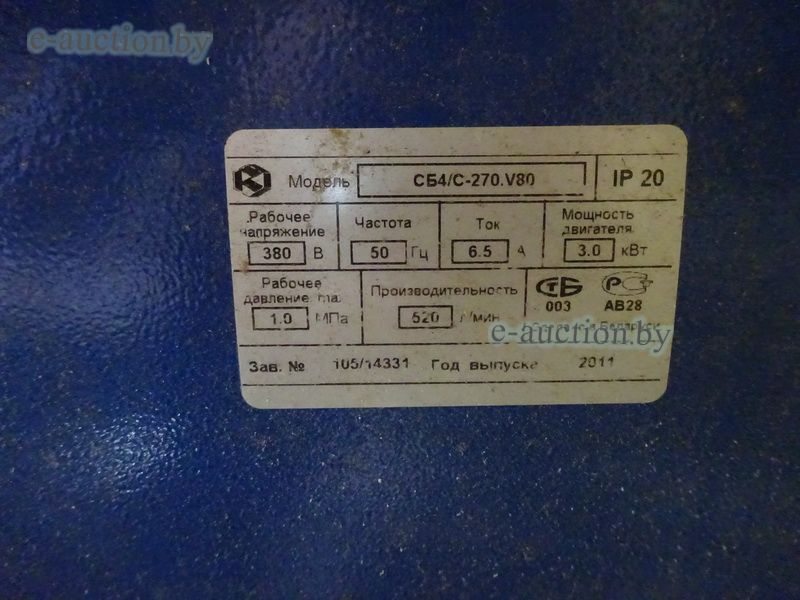 e-auction.by
Модель СБ4/С-270.V80 IP 20
Рабочее напряжение 380 В
Частота 50 Гц
Ток 6.5 А
Мощность двигателя 3.0 кВт
Рабочее давление 1.0 МПа
Производительность 520 л/мин
СТБ 003
РСТ АВ28
e-auction.by
Зав. № 105/14331 Год выпуска 2011